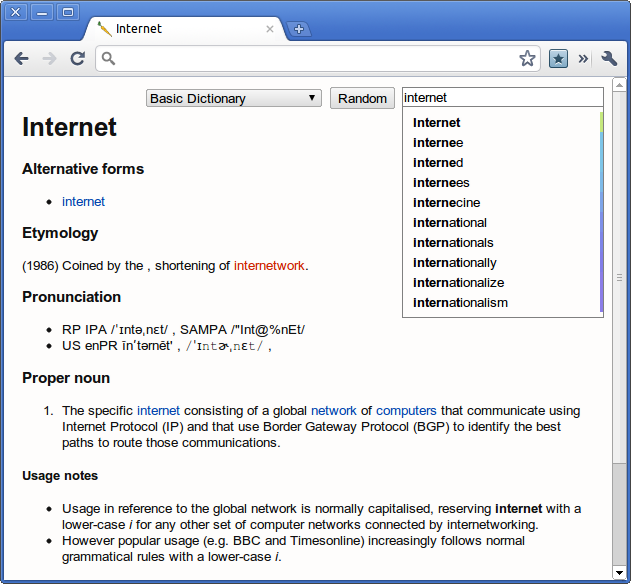 Internet
Basic Dictionary
Random
internet
Internet
internee
interned
internees
internecine
international
internationals
internationally
internationalize
internationalism
Internet
Alternative forms
internet
Etymology
(1986) Coined by the , shortening of internetwork.
Pronunciation
RP IPA /ˈɪntəˌnɛt/ , SAMPA /"Int@%nEt/
US enPR ĭnʹtərnĕt' , /ˈɪntɚˌnɛt/ ,
Proper noun
1. The specific internet consisting of a global network of computers that communicate using
Internet Protocol (IP) and that use Border Gateway Protocol (BGP) to identify the best
paths to route those communications.
Usage notes
Usage in reference to the global network is normally capitalised, reserving internet with a
lower-case i for any other set of computer networks connected by internetworking.
However popular usage (e.g. BBC and Timesonline) increasingly follows normal
grammatical rules with a lower-case i.